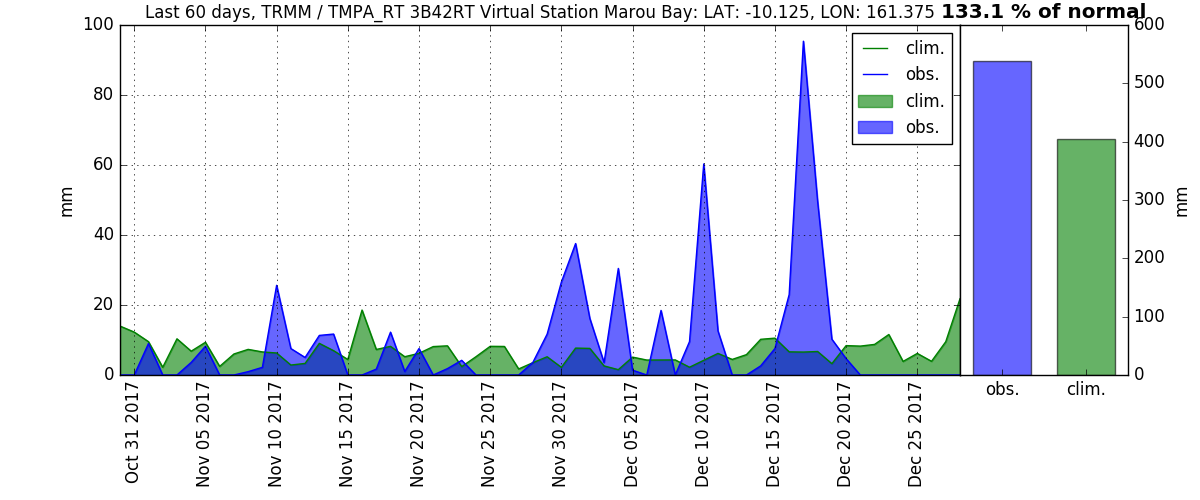 Last 60 days, TRMM / TMPA_RT 3B42RT Virtual Station Marou Bay: LAT: -10.125, LON: 161.375 133.1 % of normal
100
80
60
40
20
0
mm
clim.
obs.
clim.
obs.
Oct 31 2017
Nov 05 2017
Nov 10 2017
Nov 15 2017
Nov 20 2017
Nov 25 2017
Nov 30 2017
Dec 05 2017
Dec 10 2017
Dec 15 2017
Dec 20 2017
Dec 25 2017
600
500
400
300
200
100
0
mm
obs.
clim.